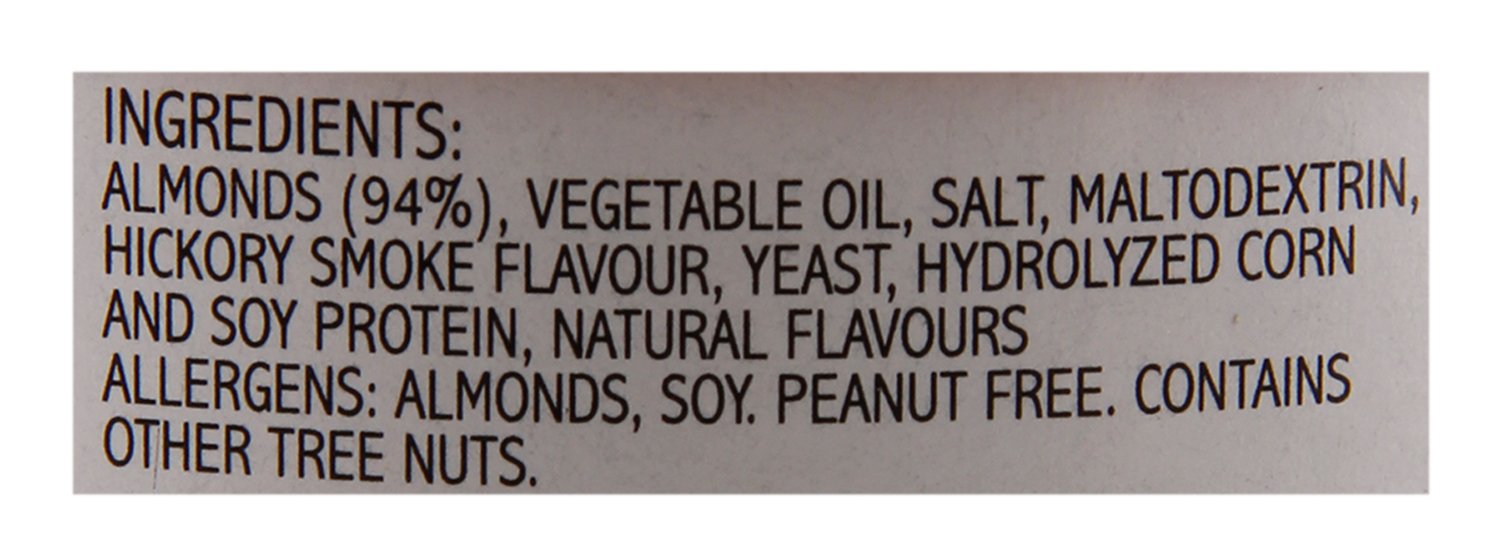 INGREDIENTS:
ALMONDS (94%), VEGETABLE OIL, SALT, MALTODEXTRIN,
HICKORY SMOKE FLAVOUR, YEAST, HYDROLYZED CORN
AND SOY PROTEIN, NATURAL FLAVOURS
ALLERGENS: ALMONDS, SOY. PEANUT FREE. CONTAINS
OTHER TREE NUTS.